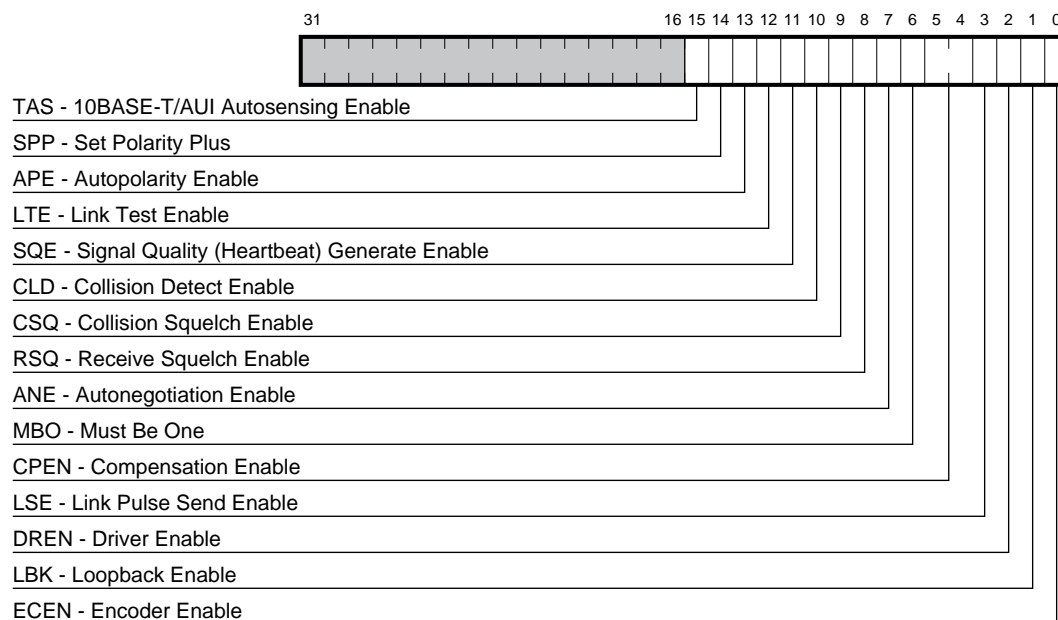 31 16 15 14 13 12 11 10 9 8 7 6 5 4 3 2 1 0
TAS - 10BASE-T/AUI Autosensing Enable
SPP - Set Polarity Plus
APE - Autopolarity Enable
LTE - Link Test Enable
SQE - Signal Quality (Heartbeat) Generate Enable
CLD - Collision Detect Enable
CSQ - Collision Squelch Enable
RSQ - Receive Squelch Enable
ANE - Autonegotiation Enable
MBO - Must Be One
CPEN - Compensation Enable
LSE - Link Pulse Send Enable
DREN - Driver Enable
LBK - Loopback Enable
ECEN - Encoder Enable